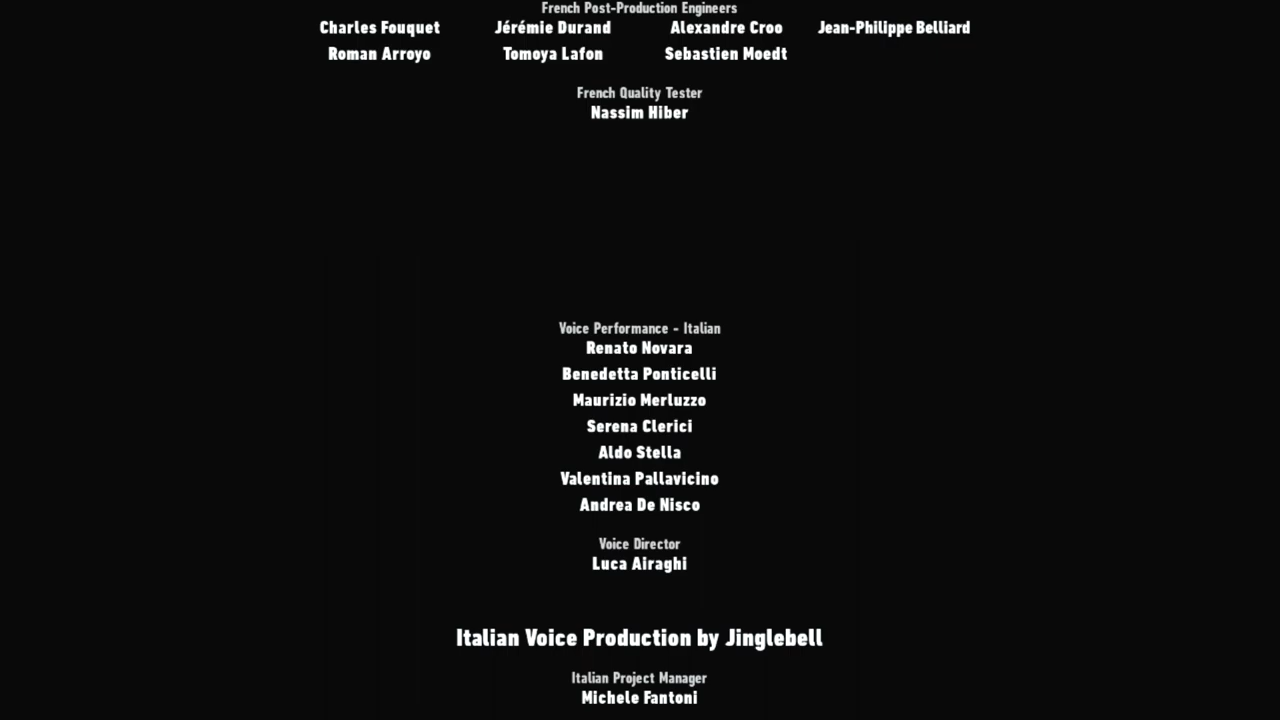 French Post-Production Engineers
Charles Fouquet Jérémie Durand Alexandre Croo Jean-Philippe Belliard
Roman Arroyo Tomoya Lafon Sebastien Moedt
French Quality Tester
Nassim Hiber
Voice Performance - Italian
Renato Novara
Benedetta Ponticelli
Maurizio Merluzzo
Serena Clerici
Aldo Stella
Valentina Pallavicino
Andrea De Nisco
Voice Director
Luca Airaghi
Italian Voice Production by Jinglebell
Italian Project Manager
Michele Fantoni